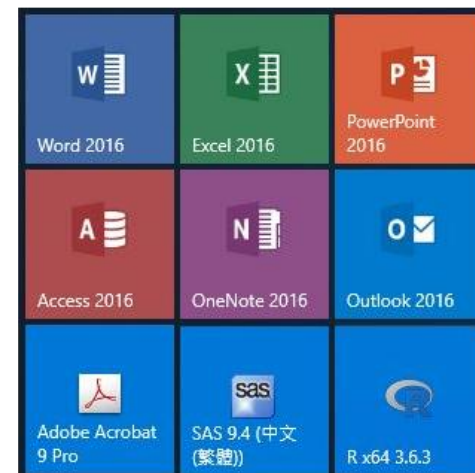 W
X
P
Word 2016
Excel 2016
PowerPoint
2016
A
N
O
Access 2016
OneNote 2016
Outlook 2016
sas
R
Adobe Acrobat
9 Pro
SAS 9.4 (中文
(繁體))
R x64 3.6.3